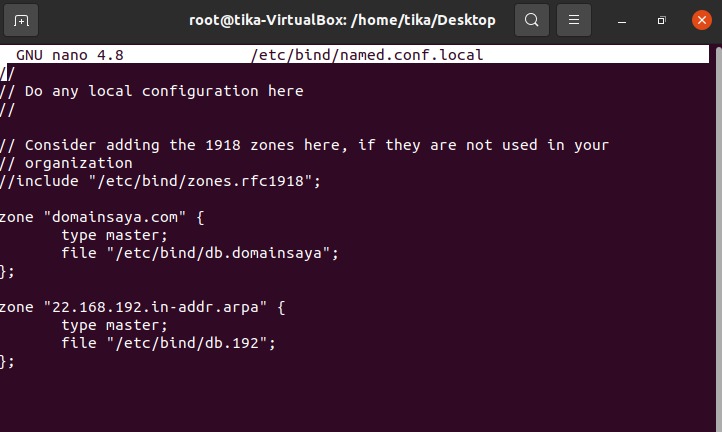 root@tika-VirtualBox: /home/tika/Desktop
GNU nano 4.8 /etc/bind/named.conf.local
//
// Do any local configuration here
//
// Consider adding the 1918 zones here, if they are not used in your
// organization
//include "/etc/bind/zones.rfc1918";
zone "domainsaya.com" {
type master;
file "/etc/bind/db.domainsaya";
};
zone "22.168.192.in-addr.arpa" {
type master;
file "/etc/bind/db.192";
};